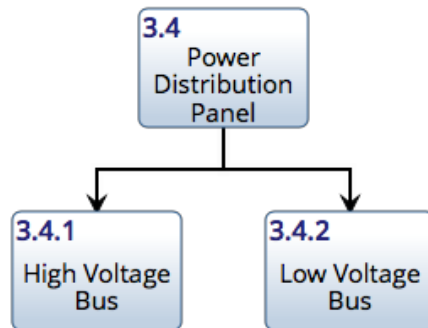 3.4
Power
Distribution
Panel
3.4.1
High Voltage
Bus
3.4.2
Low Voltage
Bus